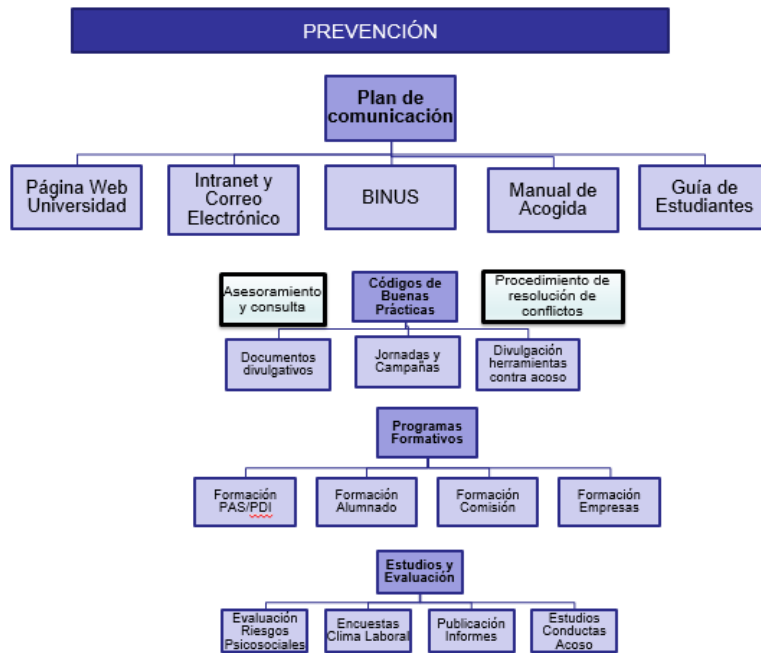 PREVENCIÓN
Plan de
comunicación
Página Web
Universidad
Intranet y
Correo
Electrónico
BINUS
Manual de
Acogida
Guía de
Estudiantes
Asesoramiento
y consulta
Códigos de
Buenas
Prácticas
Procedimiento de
resolución de
conflictos
Documentos
divulgativos
Jornadas y
Campañas
Divulgación
herramientas
contra acoso
Programas
Formativos
Formación
PAS/PDI
Formación
Alumnado
Formación
Comisión
Formación
Empresas
Estudios y
Evaluación
Evaluación
Riesgos
Psicosociales
Encuestas
Clima Laboral
Publicación
Informes
Estudios
Conductas
Acoso